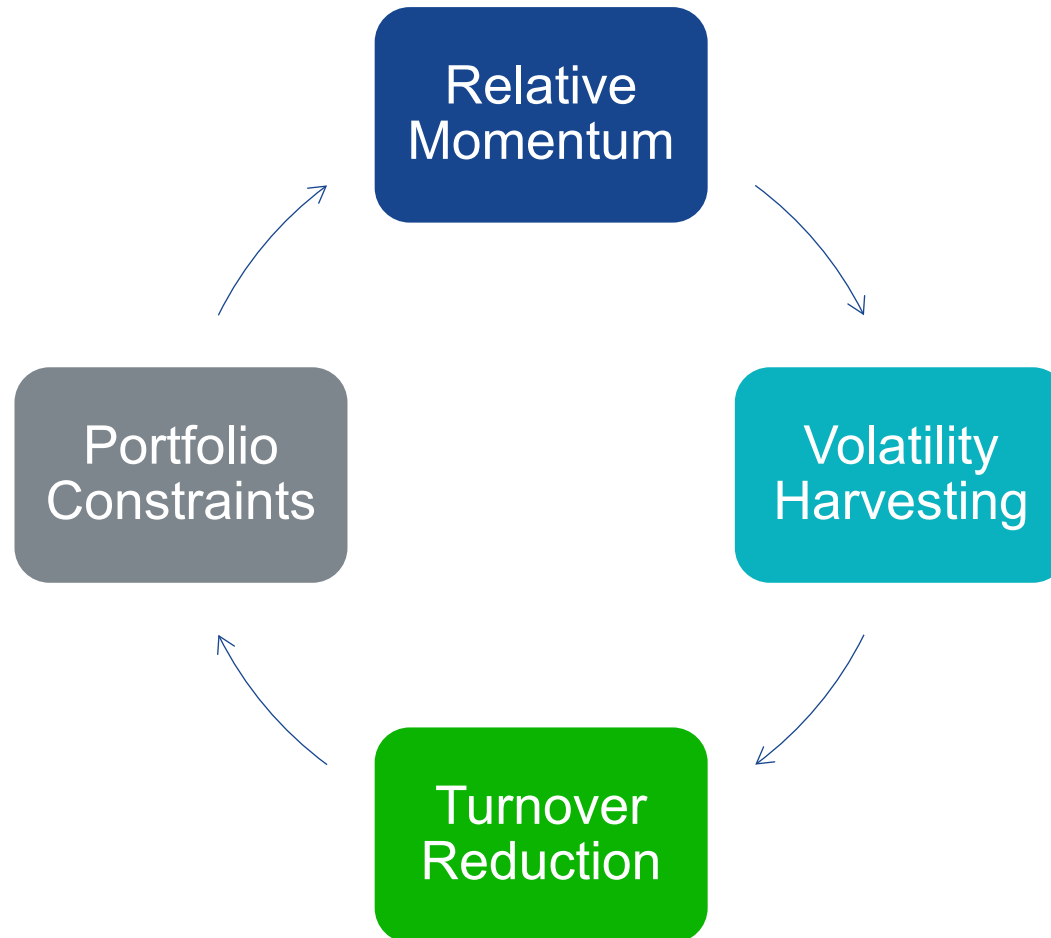 Relative
Momentum
Portfolio
Constraints
Volatility
Harvesting
Turnover
Reduction